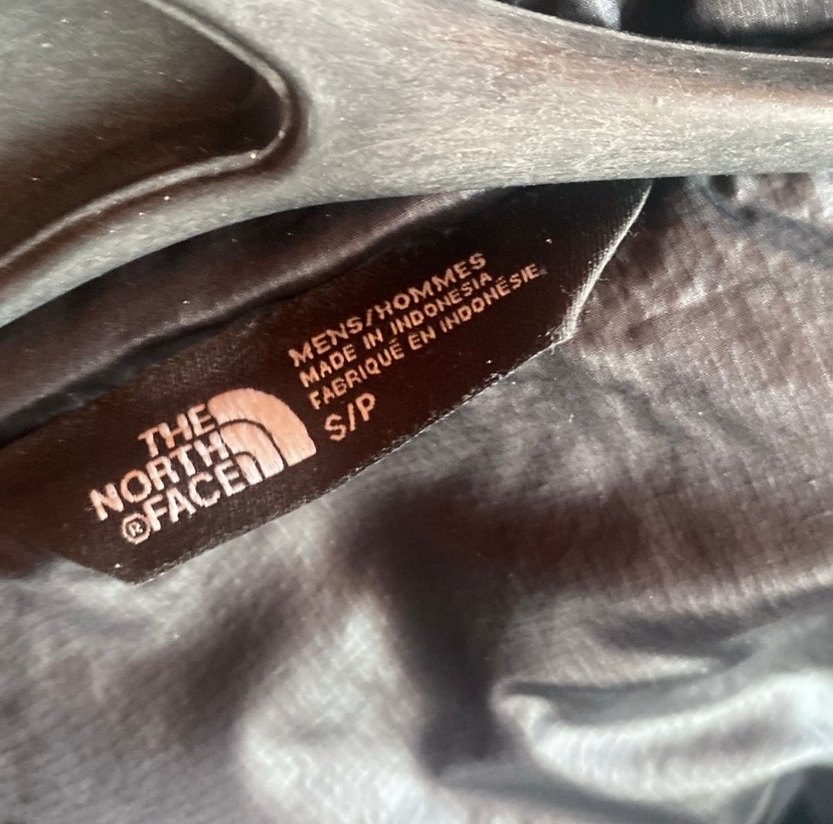 THE
NORTH
®FACE
MENS/HOMMES
MADE IN INDONESIA
FABRIQUÉ EN INDONÉSIE
S/P